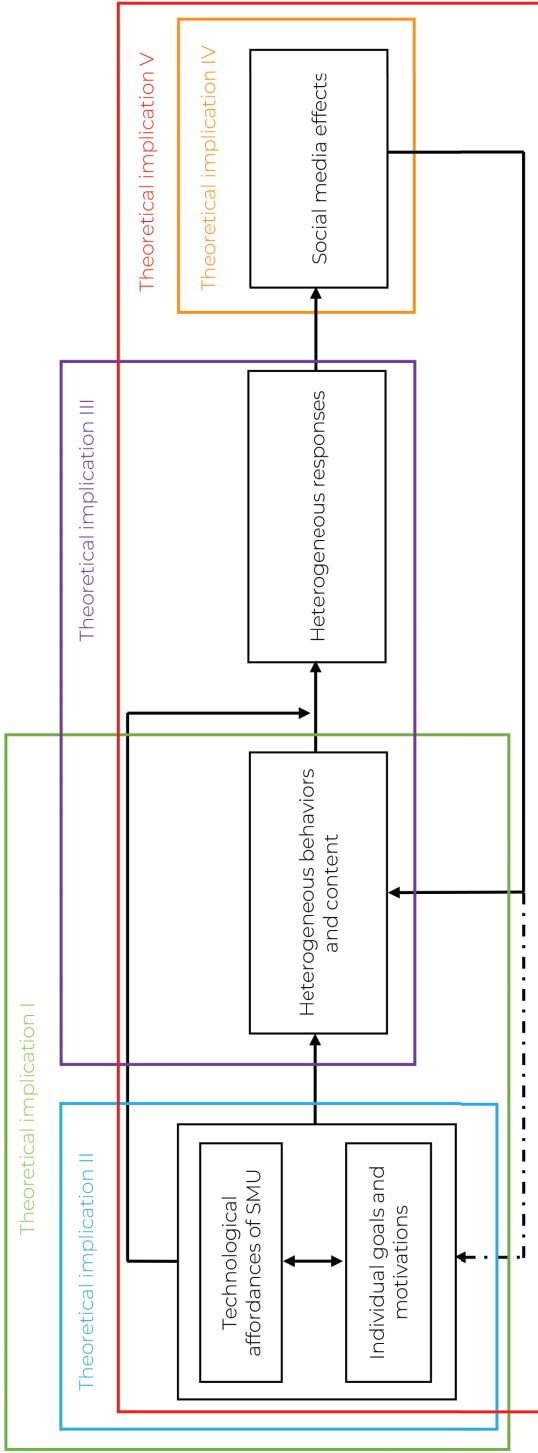 Theoretical implication I
Theoretical implication II
Technological
affordances of SMU
Individual goals and
motivations
Theoretical implication III
Heterogeneous behaviors
and content
Heterogeneous responses
Theoretical implication V
Theoretical implication IV
Social media effects